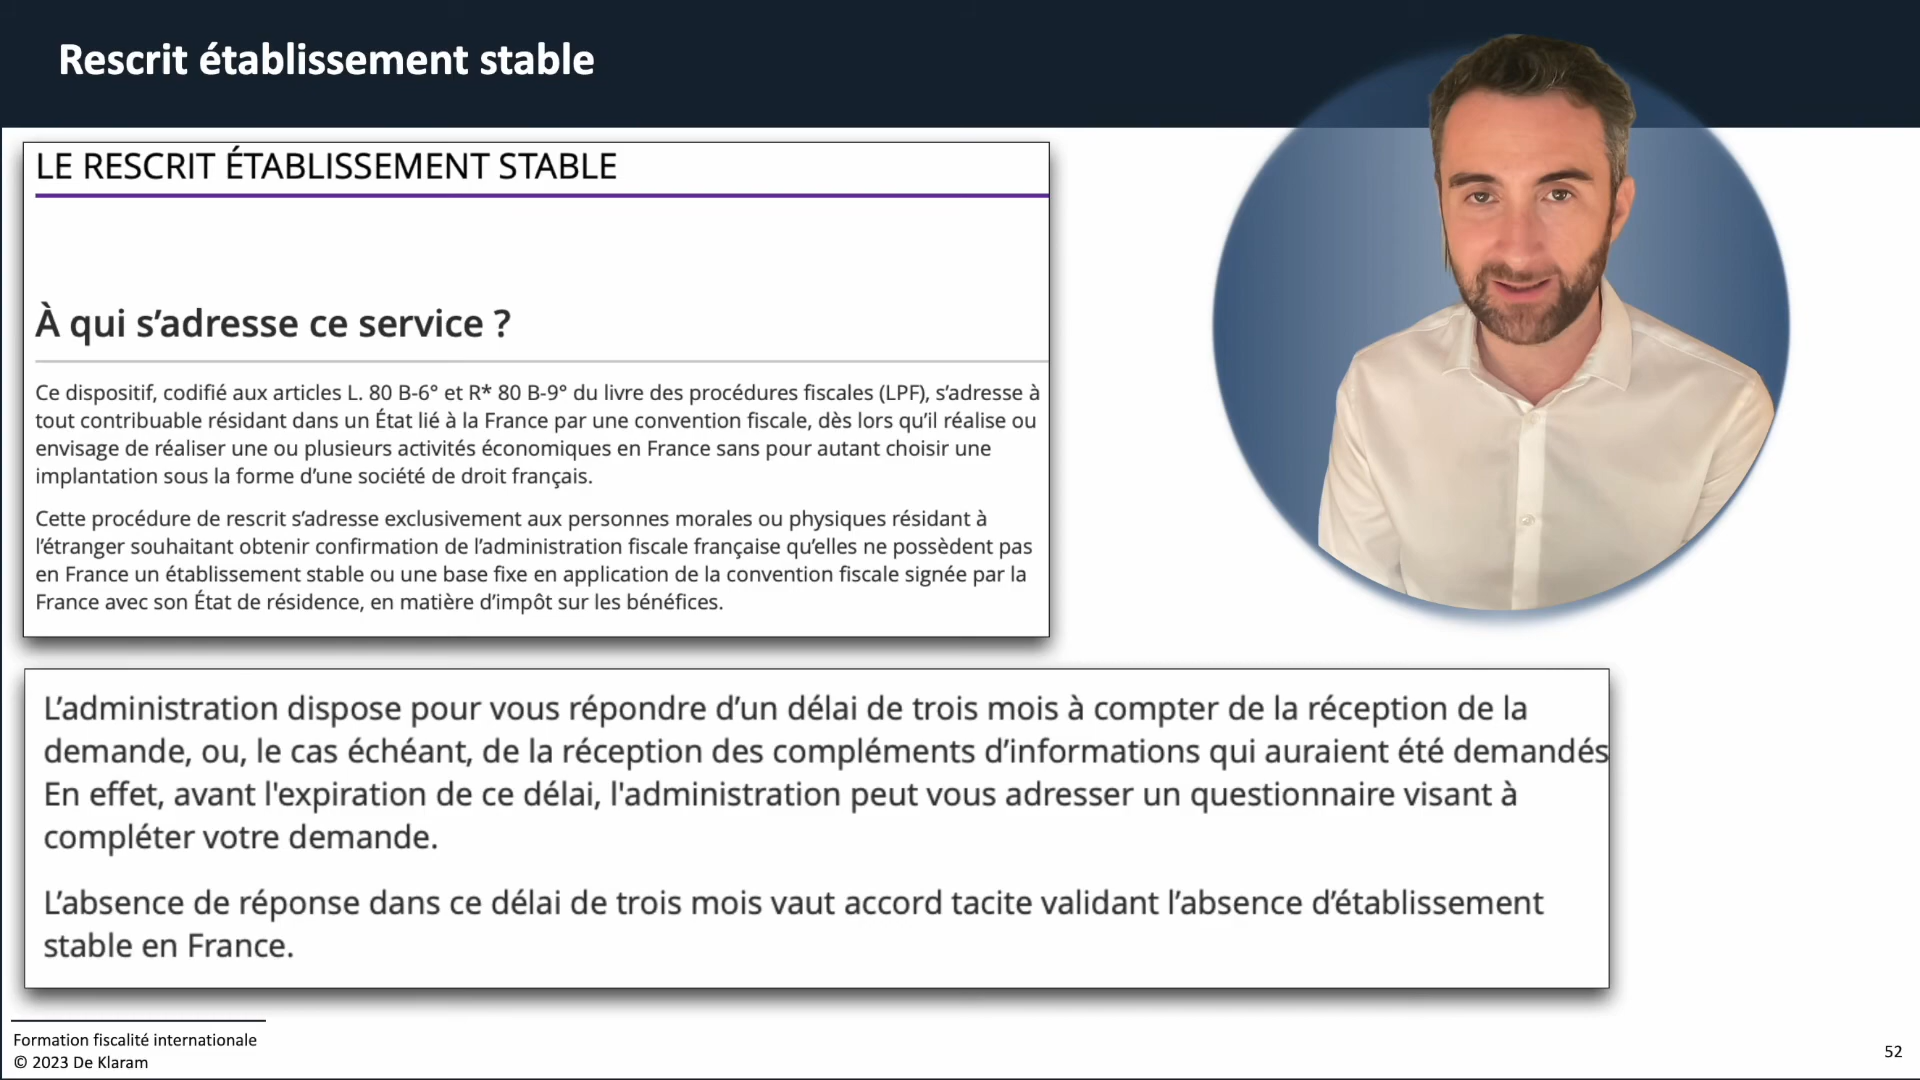 Rescrit établissement stable
LE RESCRIT ÉTABLISSEMENT STABLE
À qui s’adresse ce service ?
Ce dispositif, codifié aux articles L. 80 B-6° et R* 80 B-9° du livre des procédures fiscales (LPF), s’adresse à
tout contribuable résidant dans un État lié à la France par une convention fiscale, dès lors qu’il réalise ou
envisage de réaliser une ou plusieurs activités économiques en France sans pour autant choisir une
implantation sous la forme d’une société de droit français.
Cette procédure de rescrit s’adresse exclusivement aux personnes morales ou physiques résidant à
l’étranger souhaitant obtenir confirmation de l’administration fiscale française qu’elles ne possèdent pas
en France un établissement stable ou une base fixe en application de la convention fiscale signée par la
France avec son État de résidence, en matière d’impôt sur les bénéfices.
L’administration dispose pour vous répondre d’un délai de trois mois à compter de la réception de la
demande, ou, le cas échéant, de la réception des compléments d’informations qui auraient été demandés
En effet, avant l'expiration de ce délai, l'administration peut vous adresser un questionnaire visant à
compléter votre demande.
L’absence de réponse dans ce délai de trois mois vaut accord tacite validant l’absence d’établissement
stable en France.
Formation fiscalité internationale
© 2023 De Klaram
52